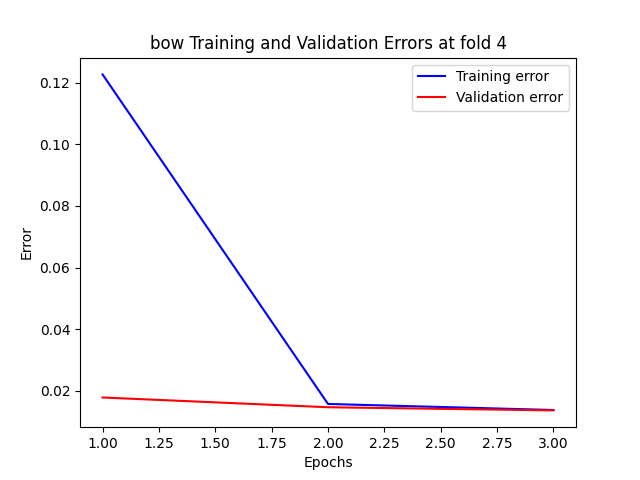 bow Training and Validation Errors at fold 4
Training error
Validation error
0.12
0.10
0.08
0.06
0.04
0.02
Error
1.00 1.25 1.50 1.75 2.00 2.25 2.50 2.75 3.00
Epochs